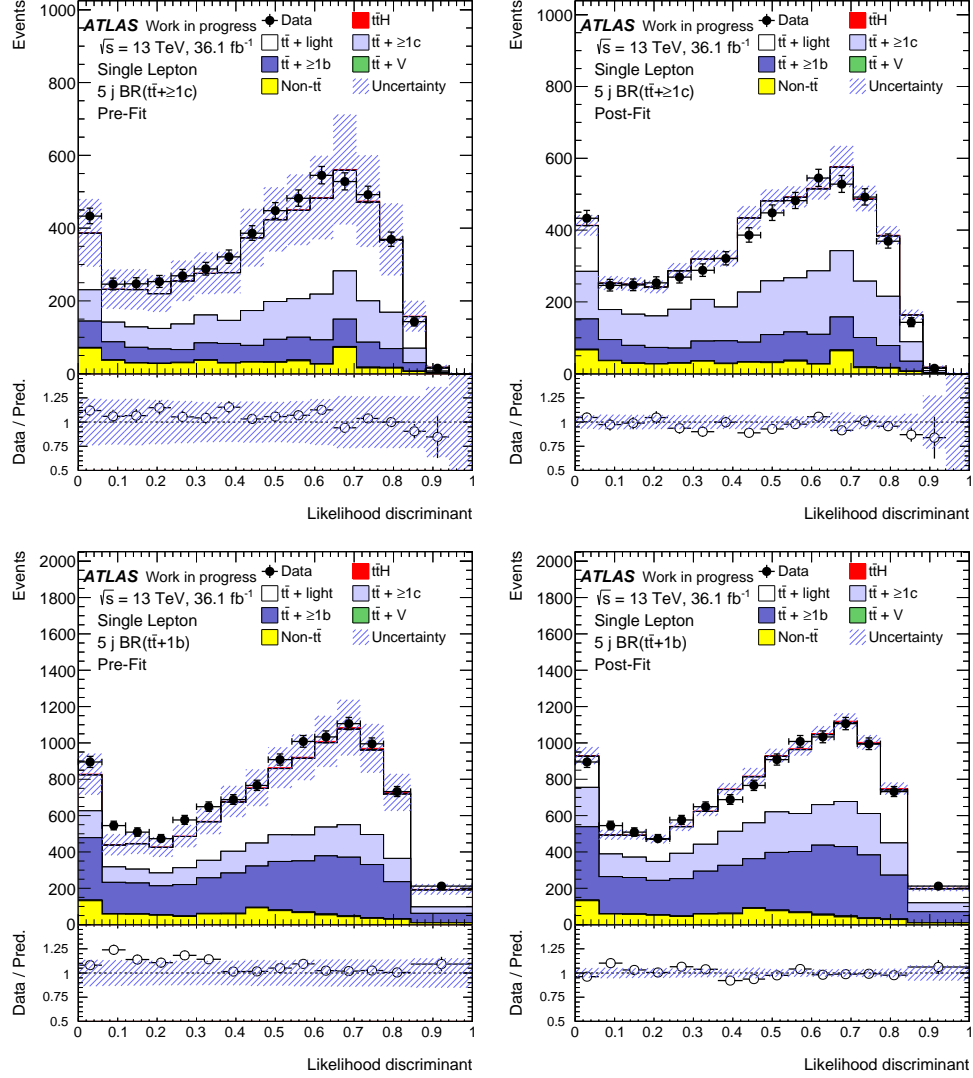 Events
1000
800
600
400
200
0
ATLAS Work in progress
√s = 13 TeV, 36.1 fb⁻¹
Single Lepton
5 j BR(tt̄+≥1c)
Pre-Fit
Data
tt̄H
tt̄ + light
tt̄ + ≥1c
tt̄ + ≥1b
tt̄ + V
Non-tt̄
Uncertainty
Data / Pred.
1.25
1
0.75
0.5
0 0.1 0.2 0.3 0.4 0.5 0.6 0.7 0.8 0.9 1
Likelihood discriminant
Events
1000
800
600
400
200
0
ATLAS Work in progress
√s = 13 TeV, 36.1 fb⁻¹
Single Lepton
5 j BR(tt̄+≥1c)
Post-Fit
Data
tt̄H
tt̄ + light
tt̄ + ≥1c
tt̄ + ≥1b
tt̄ + V
Non-tt̄
Uncertainty
Data / Pred.
1.25
1
0.75
0.5
0 0.1 0.2 0.3 0.4 0.5 0.6 0.7 0.8 0.9 1
Likelihood discriminant
Events
2000
1800
1600
1400
1200
1000
800
600
400
200
0
ATLAS Work in progress
√s = 13 TeV, 36.1 fb⁻¹
Single Lepton
5 j BR(tt̄+1b)
Pre-Fit
Data
tt̄H
tt̄ + light
tt̄ + ≥1c
tt̄ + ≥1b
tt̄ + V
Non-tt̄
Uncertainty
Data / Pred.
1.25
1
0.75
0.5
0 0.1 0.2 0.3 0.4 0.5 0.6 0.7 0.8 0.9 1
Likelihood discriminant
Events
2000
1800
1600
1400
1200
1000
800
600
400
200
0
ATLAS Work in progress
√s = 13 TeV, 36.1 fb⁻¹
Single Lepton
5 j BR(tt̄+1b)
Post-Fit
Data
tt̄H
tt̄ + light
tt̄ + ≥1c
tt̄ + ≥1b
tt̄ + V
Non-tt̄
Uncertainty
Data / Pred.
1.25
1
0.75
0.5
0 0.1 0.2 0.3 0.4 0.5 0.6 0.7 0.8 0.9 1
Likelihood discriminant